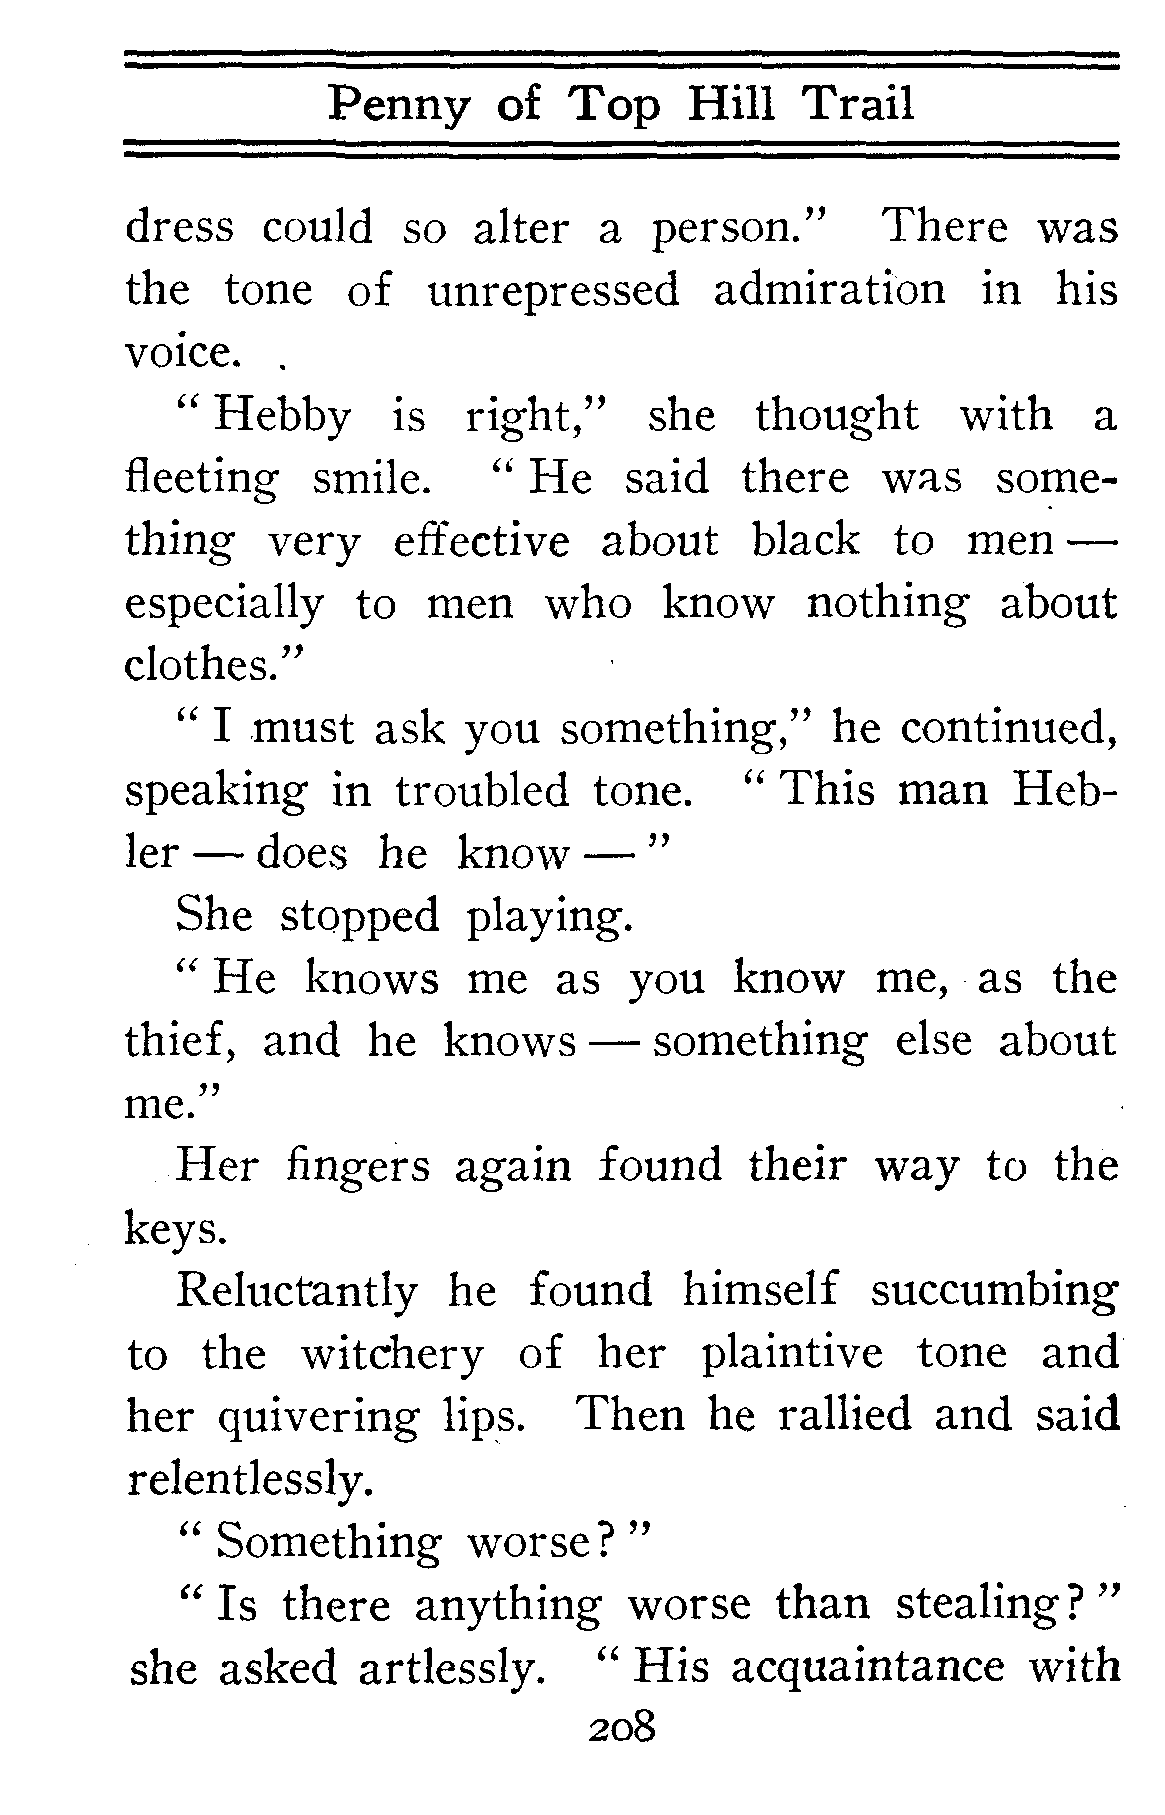 Penny of Top Hill Trail
dress could so alter a person." There was
the tone of unrepressed admiration in his
voice.
" Hebby is right," she thought with a
fleeting smile. " He said there was some-
thing very effective about black to men —
especially to men who know nothing about
clothes."
" I must ask you something," he continued,
speaking in troubled tone. " This man Heb-
ler — does he know — "
She stopped playing.
" He knows me as you know me, as the
thief, and he knows — something else about
me."
Her fingers again found their way to the
keys.
Reluctantly he found himself succumbing
to the witchery of her plaintive tone and
her quivering lips. Then he rallied and said
relentlessly.
" Something worse? "
" Is there anything worse than stealing? "
she asked artlessly. " His acquaintance with
208